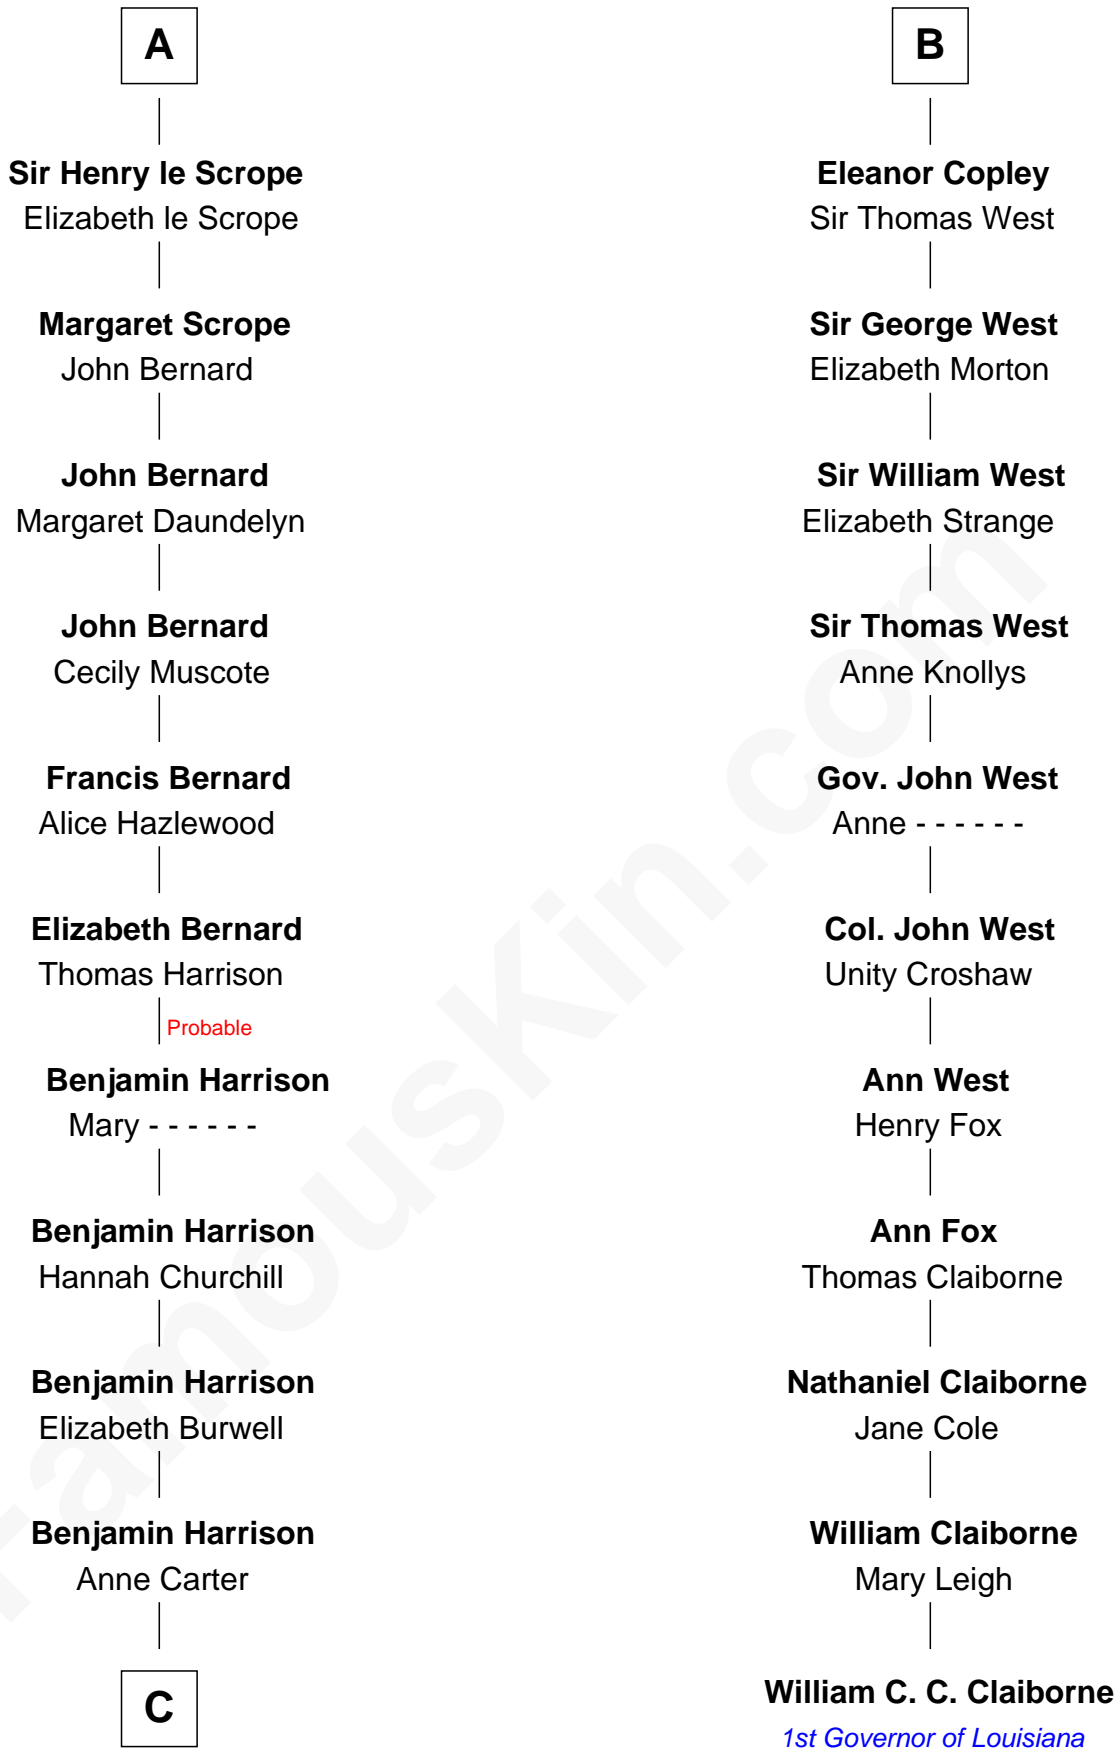 A
Sir Henry le Scrope
Elizabeth le Scrope
Margaret Scrope
John Bernard
John Bernard
Margaret Daundelyn
John Bernard
Cecily Muscote
Francis Bernard
Alice Hazlewood
Elizabeth Bernard
Thomas Harrison
Probable
Benjamin Harrison
Mary - - - - - -
Benjamin Harrison
Hannah Churchill
Benjamin Harrison
Elizabeth Burwell
Benjamin Harrison
Anne Carter
C
B
Eleanor Copley
Sir Thomas West
Sir George West
Elizabeth Morton
Sir William West
Elizabeth Strange
Sir Thomas West
Anne Knollys
Gov. John West
Anne - - - - - -
Col. John West
Unity Croshaw
Ann West
Henry Fox
Ann Fox
Thomas Claiborne
Nathaniel Claiborne
Jane Cole
William Claiborne
Mary Leigh
William C. C. Claiborne
1st Governor of Louisiana
FamousKin.com